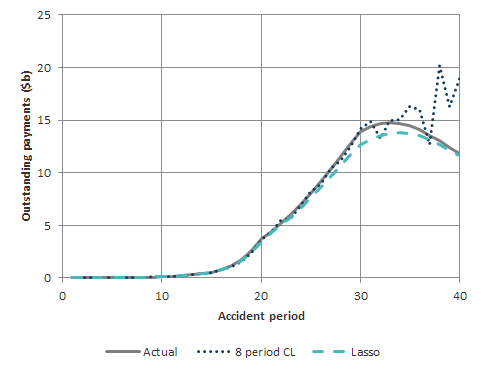 Outstanding payments ($b)
25
20
15
10
5
0
0 10 20 30 40
Accident period
Actual 8 period CL Lasso